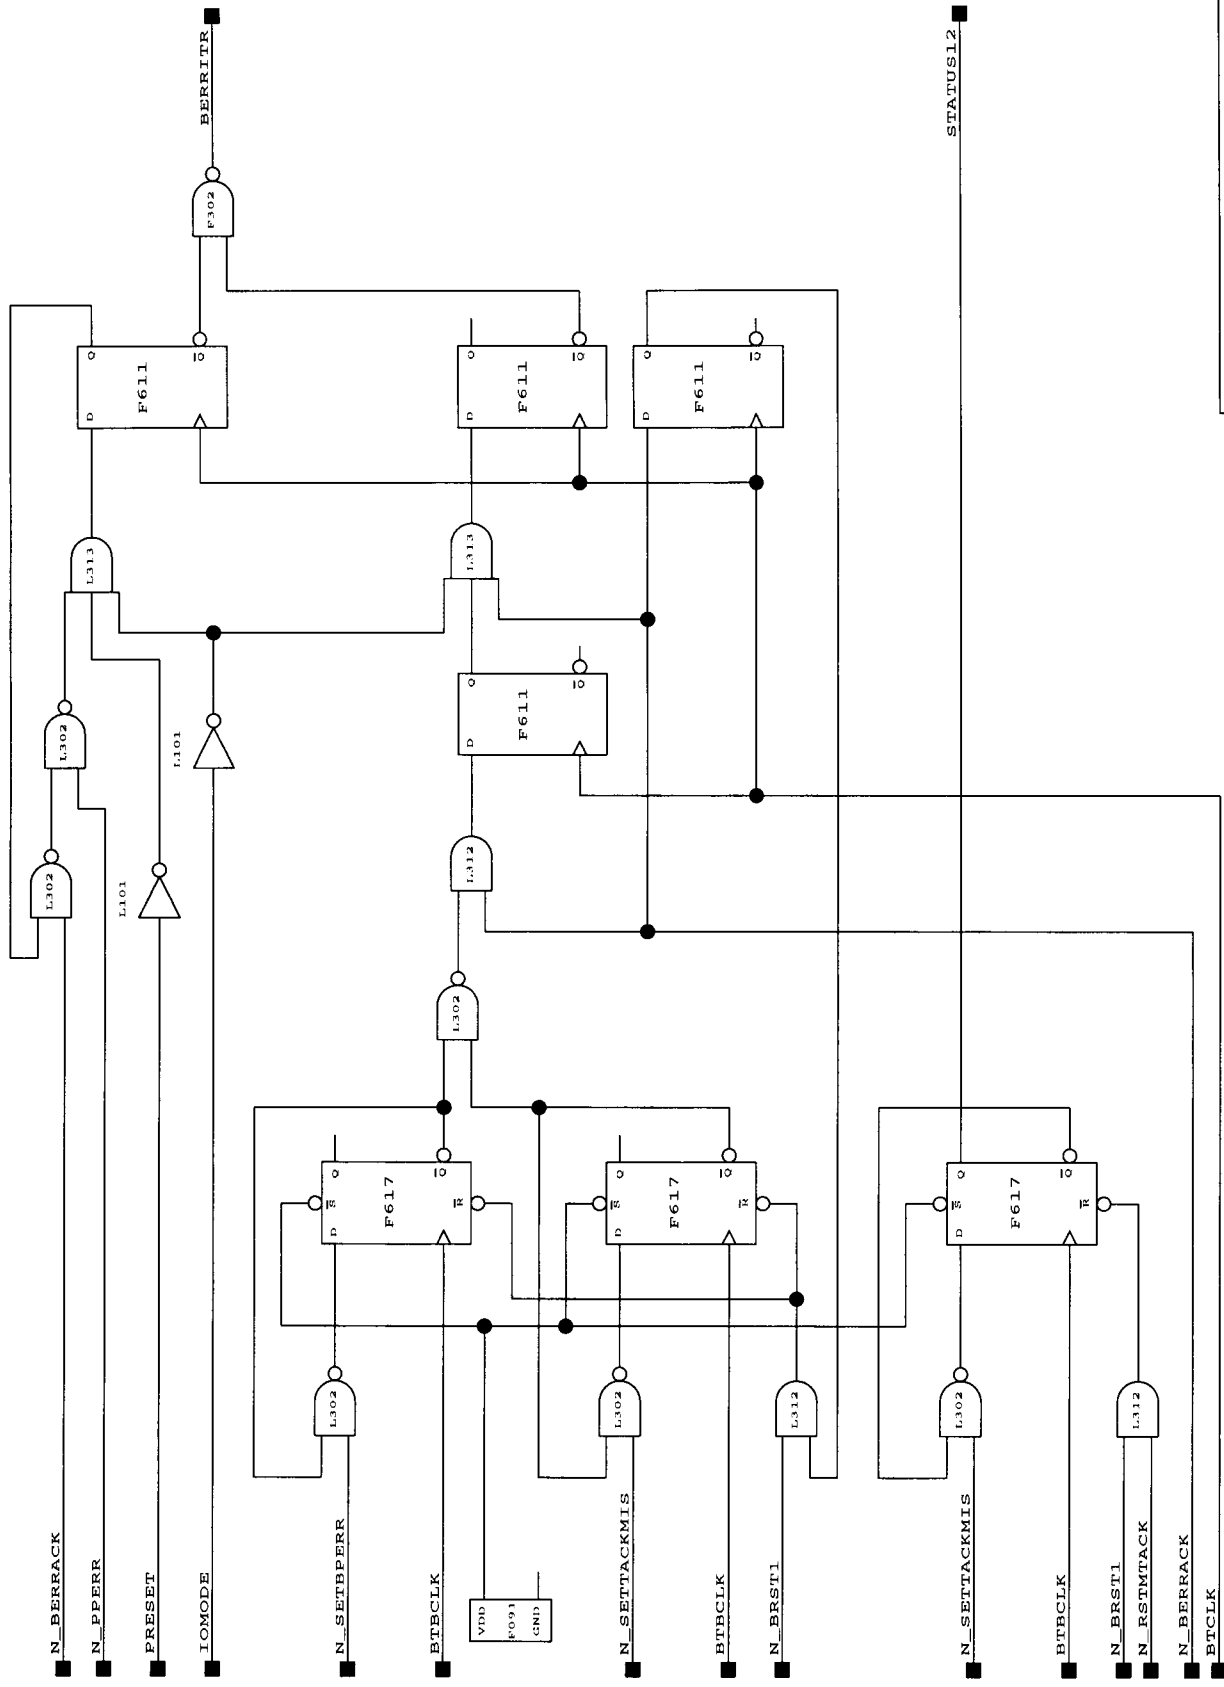 BERRITR
STATUS12
F302
Q
Q
F611
D
Q
Q
F611
D
Q
Q
F611
D
L313
L313
Q
Q
F611
D
L302
L101
L302
L101
L312
L302
Q
Q
S
F617
R
D
Q
Q
S
F617
R
D
Q
Q
S
F617
R
D
L302
L302
L312
L302
L312
VDD
F091
GND
N_BERRACK
N_PPERR
PRESET
IOMODE
N_SETBPERR
BTBCLK
N_SETTACKMIS
BTBCLK
N_BRST1
N_SETTACKMIS
BTBCLK
N_BRST1
N_RSTMTACK
N_BERRACK
BTCLK